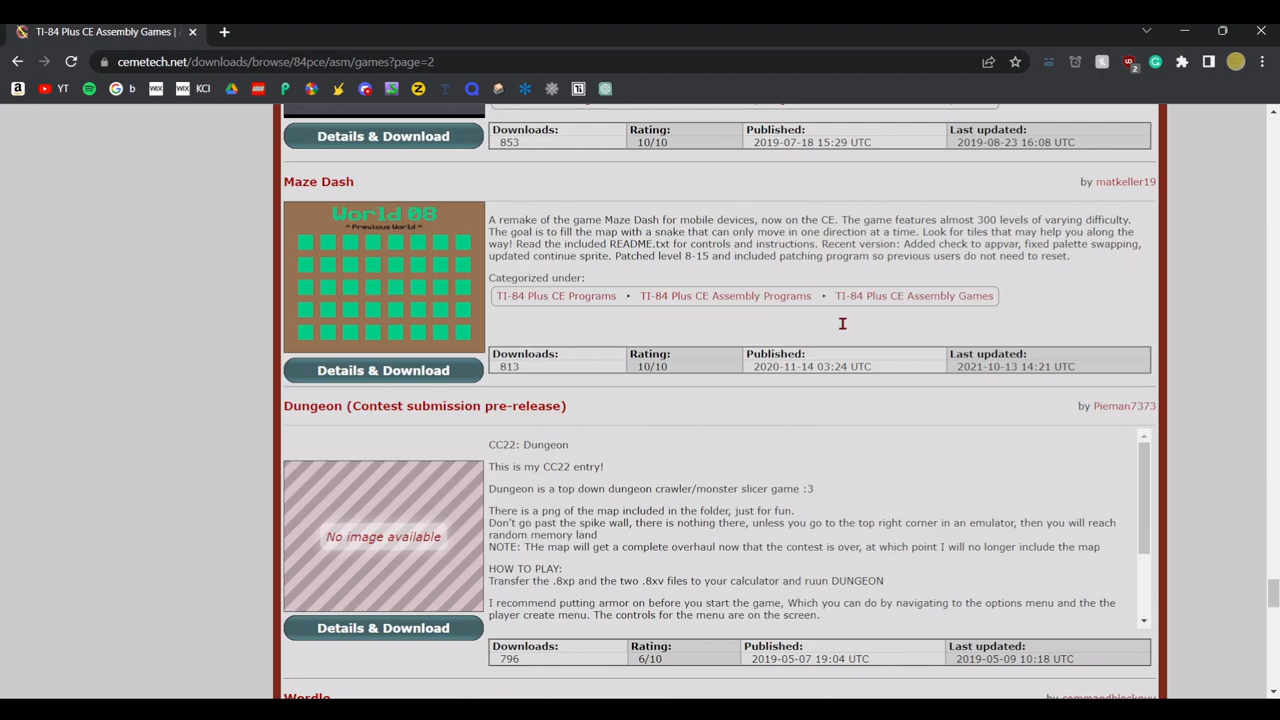 TI-84 Plus CE Assembly Games |
cemetech.net/downloads/browse/84pce/asm/games?page=2
2
YT
b
WIX
WIX KCI
Details & Download
Downloads:
853
Rating:
10/10
Published:
2019-07-18 15:29 UTC
Last updated:
2019-08-23 16:08 UTC
Maze Dash
by matkeller19
World 08
^ Previous World ^
A remake of the game Maze Dash for mobile devices, now on the CE. The game features almost 300 levels of varying difficulty.
The goal is to fill the map with a snake that can only move in one direction at a time. Look for tiles that may help you along the
way! Read the included README.txt for controls and instructions. Recent version: Added check to appvar, fixed palette swapping,
updated continue sprite. Patched level 8-15 and included patching program so previous users do not need to reset.
Categorized under:
TI-84 Plus CE Programs ‣ TI-84 Plus CE Assembly Programs ‣ TI-84 Plus CE Assembly Games
Details & Download
Downloads:
813
Rating:
10/10
Published:
2020-11-14 03:24 UTC
Last updated:
2021-10-13 14:21 UTC
Dungeon (Contest submission pre-release)
by Pieman7373
No image available
CC22: Dungeon
This is my CC22 entry!
Dungeon is a top down dungeon crawler/monster slicer game :3
There is a png of the map included in the folder, just for fun.
Don't go past the spike wall, there is nothing there, unless you go to the top right corner in an emulator, then you will reach
random memory land
NOTE: THe map will get a complete overhaul now that the contest is over, at which point I will no longer include the map
HOW TO PLAY:
Transfer the .8xp and the two .8xv files to your calculator and ruun DUNGEON
I recommend putting armor on before you start the game, Which you can do by navigating to the options menu and the the
player create menu. The controls for the menu are on the screen.
Details & Download
Downloads:
796
Rating:
6/10
Published:
2019-05-07 19:04 UTC
Last updated:
2019-05-09 10:18 UTC
Wordle
by commandblockguy